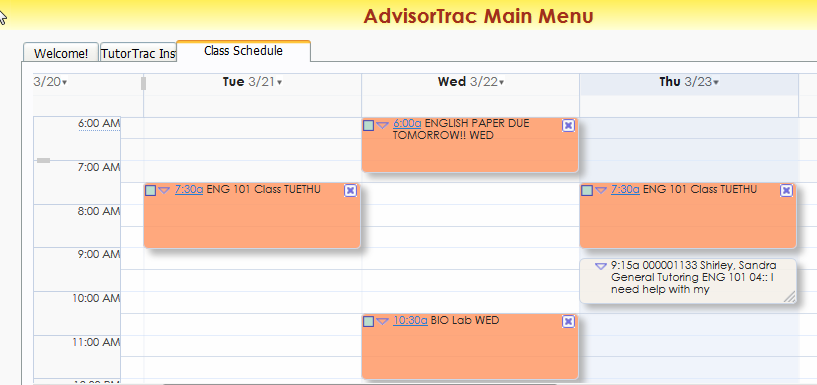 AdvisorTrac Main Menu
Welcome!
TutorTrac Ins
Class Schedule
3/20
Tue 3/21
Wed 3/22
Thu 3/23
6:00 AM
7:00 AM
8:00 AM
9:00 AM
10:00 AM
11:00 AM
6:00a ENGLISH PAPER DUE
TOMORROW!! WED
7:30a ENG 101 Class TUETHU
7:30a ENG 101 Class TUETHU
9:15a 000001133 Shirley, Sandra
General Tutoring ENG 101 04:: I
need help with my
10:30a BIO Lab WED